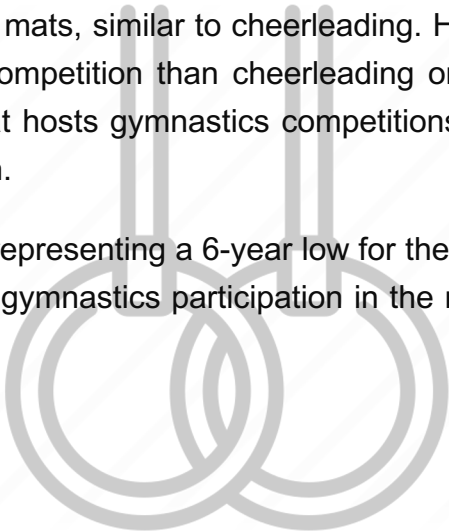 mats, similar to cheerleading. H
ompetition than cheerleading or
t hosts gymnastics competitions
.
epresenting a 6-year low for the
gymnastics participation in the